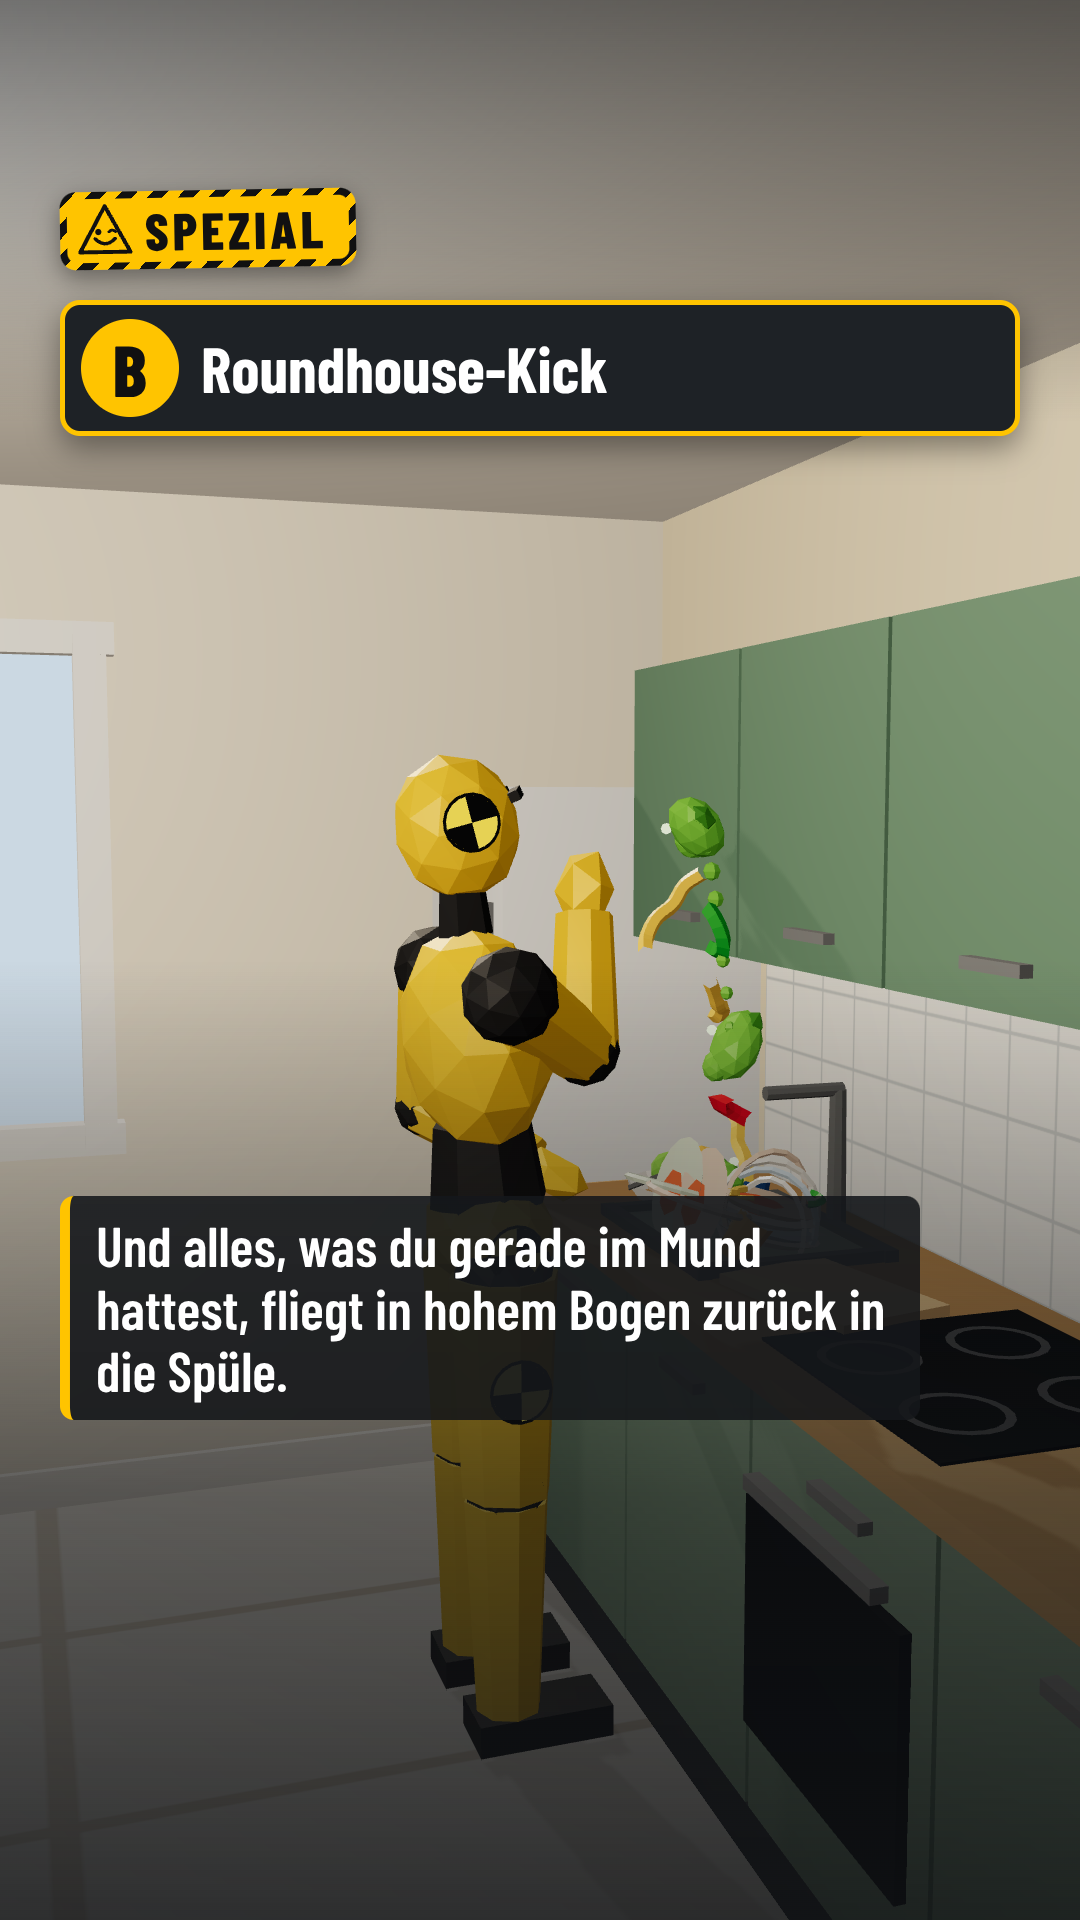 SPEZIAL
B Roundhouse-Kick
Und alles, was du gerade im Mund
hattest, fliegt in hohem Bogen zurück in
die Spüle.